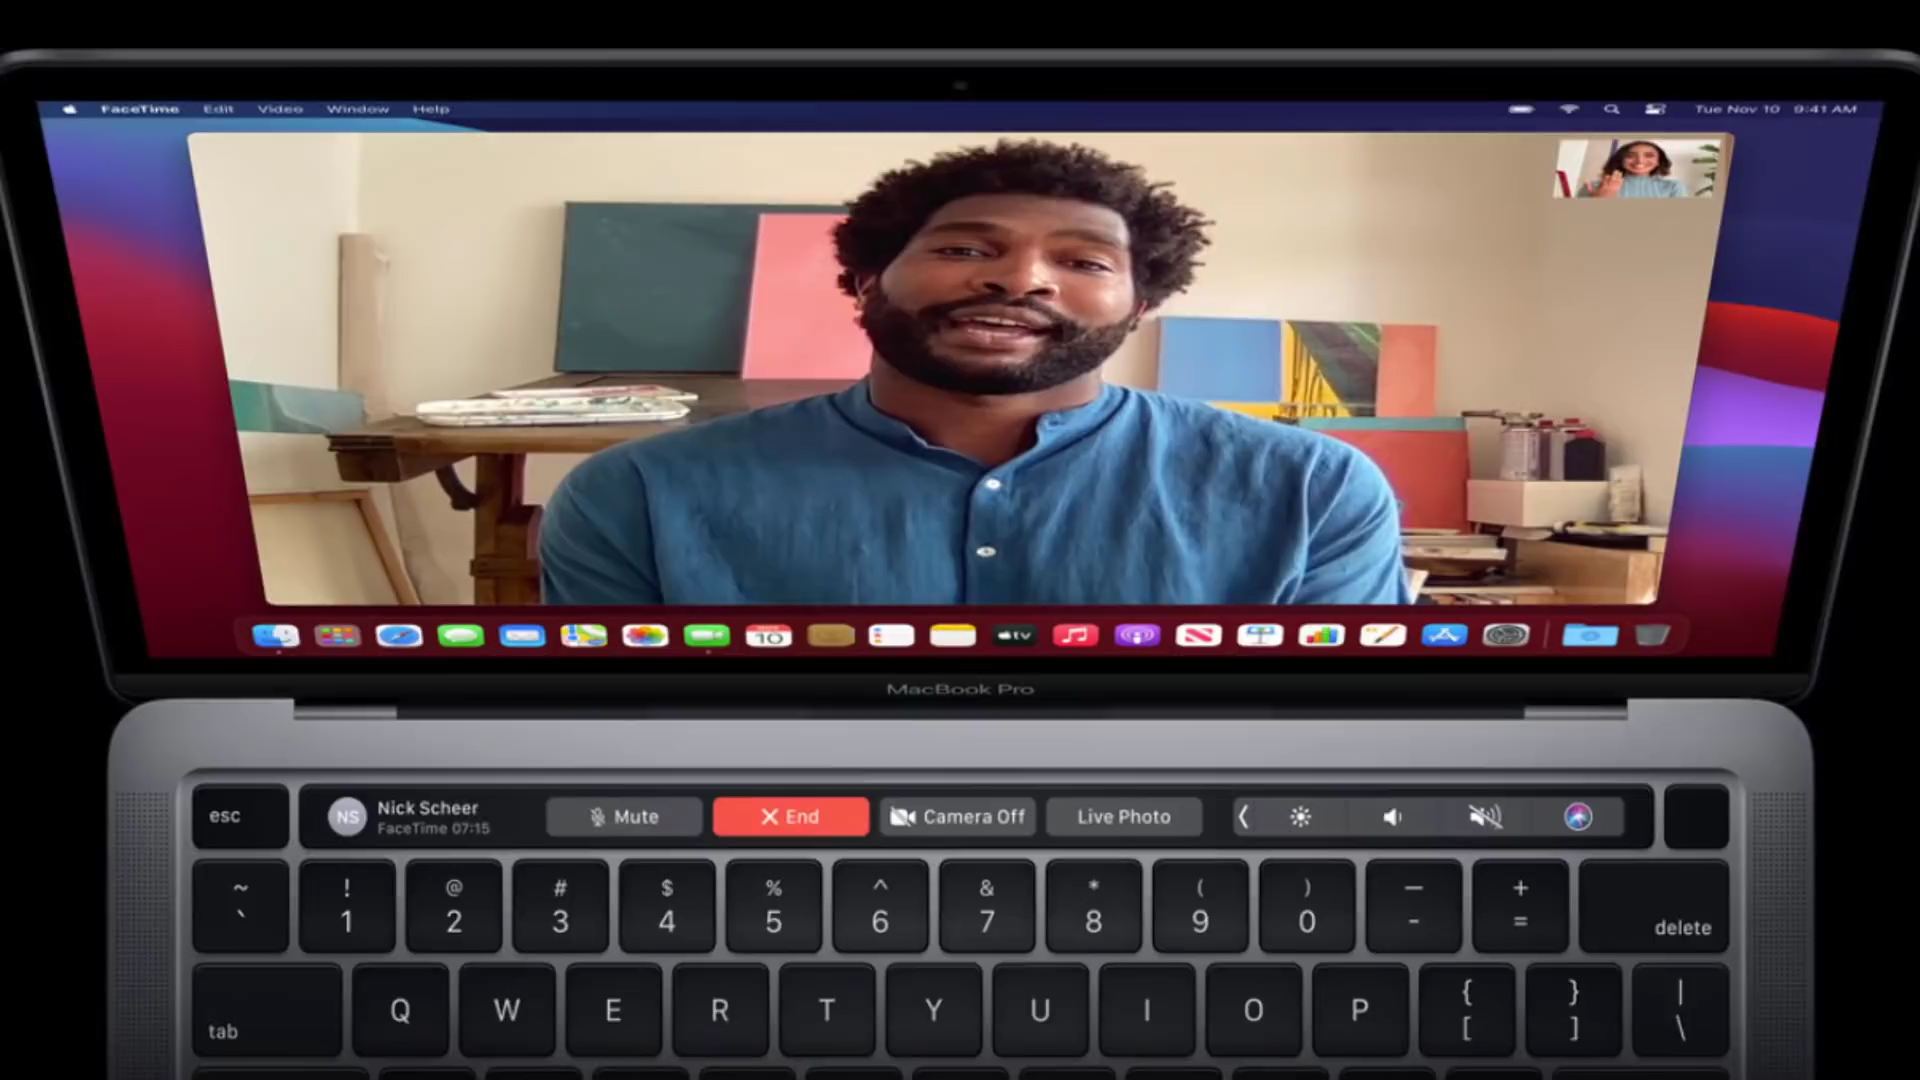 FaceTime Edit Video Window Help
Tue Nov 10 9:41 AM
10
tv
MacBook Pro
esc
NS
Nick Scheer
FaceTime 07:15
Mute
End
Camera Off
Live Photo
~ ! @ # $ % ^ & * ( ) — +
` 1 2 3 4 5 6 7 8 9 0 - =
delete
tab
Q W E R T Y U I O P
{ } |
[ ] \